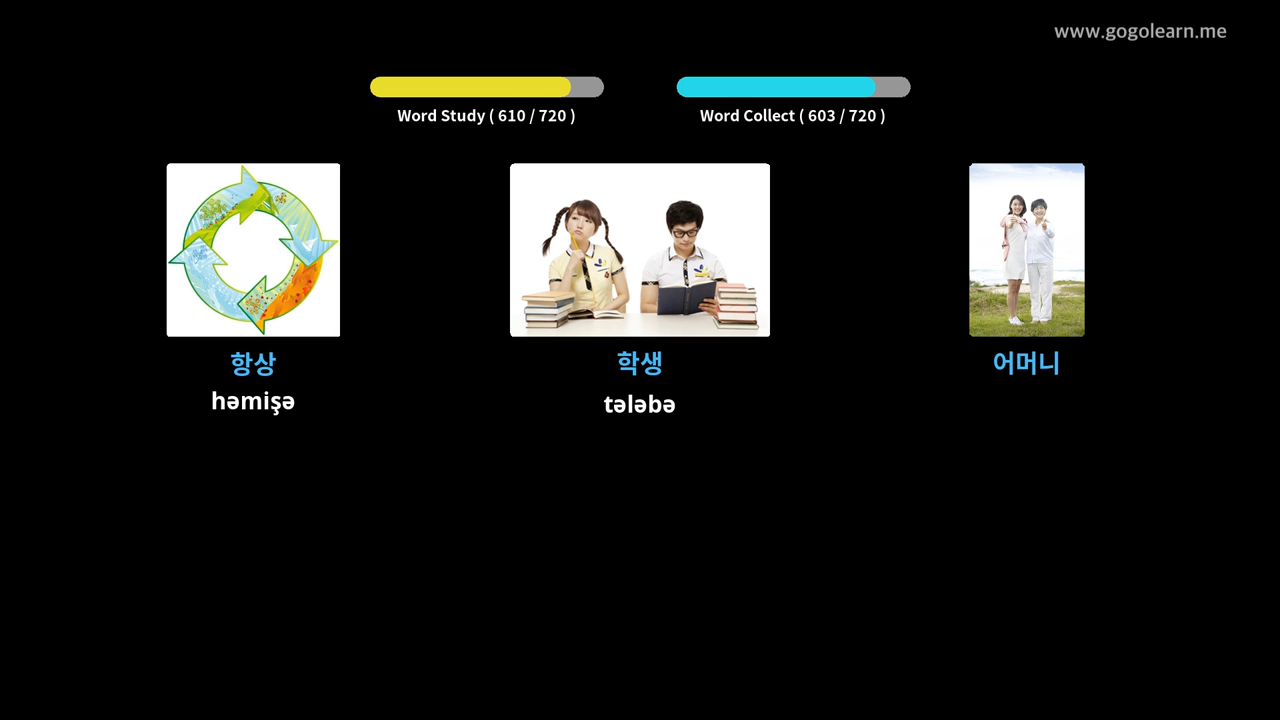 www.gogolearn.me
Word Study ( 610 / 720 )
Word Collect ( 603 / 720 )
항상
학생
어머니
həmişə
tələbə